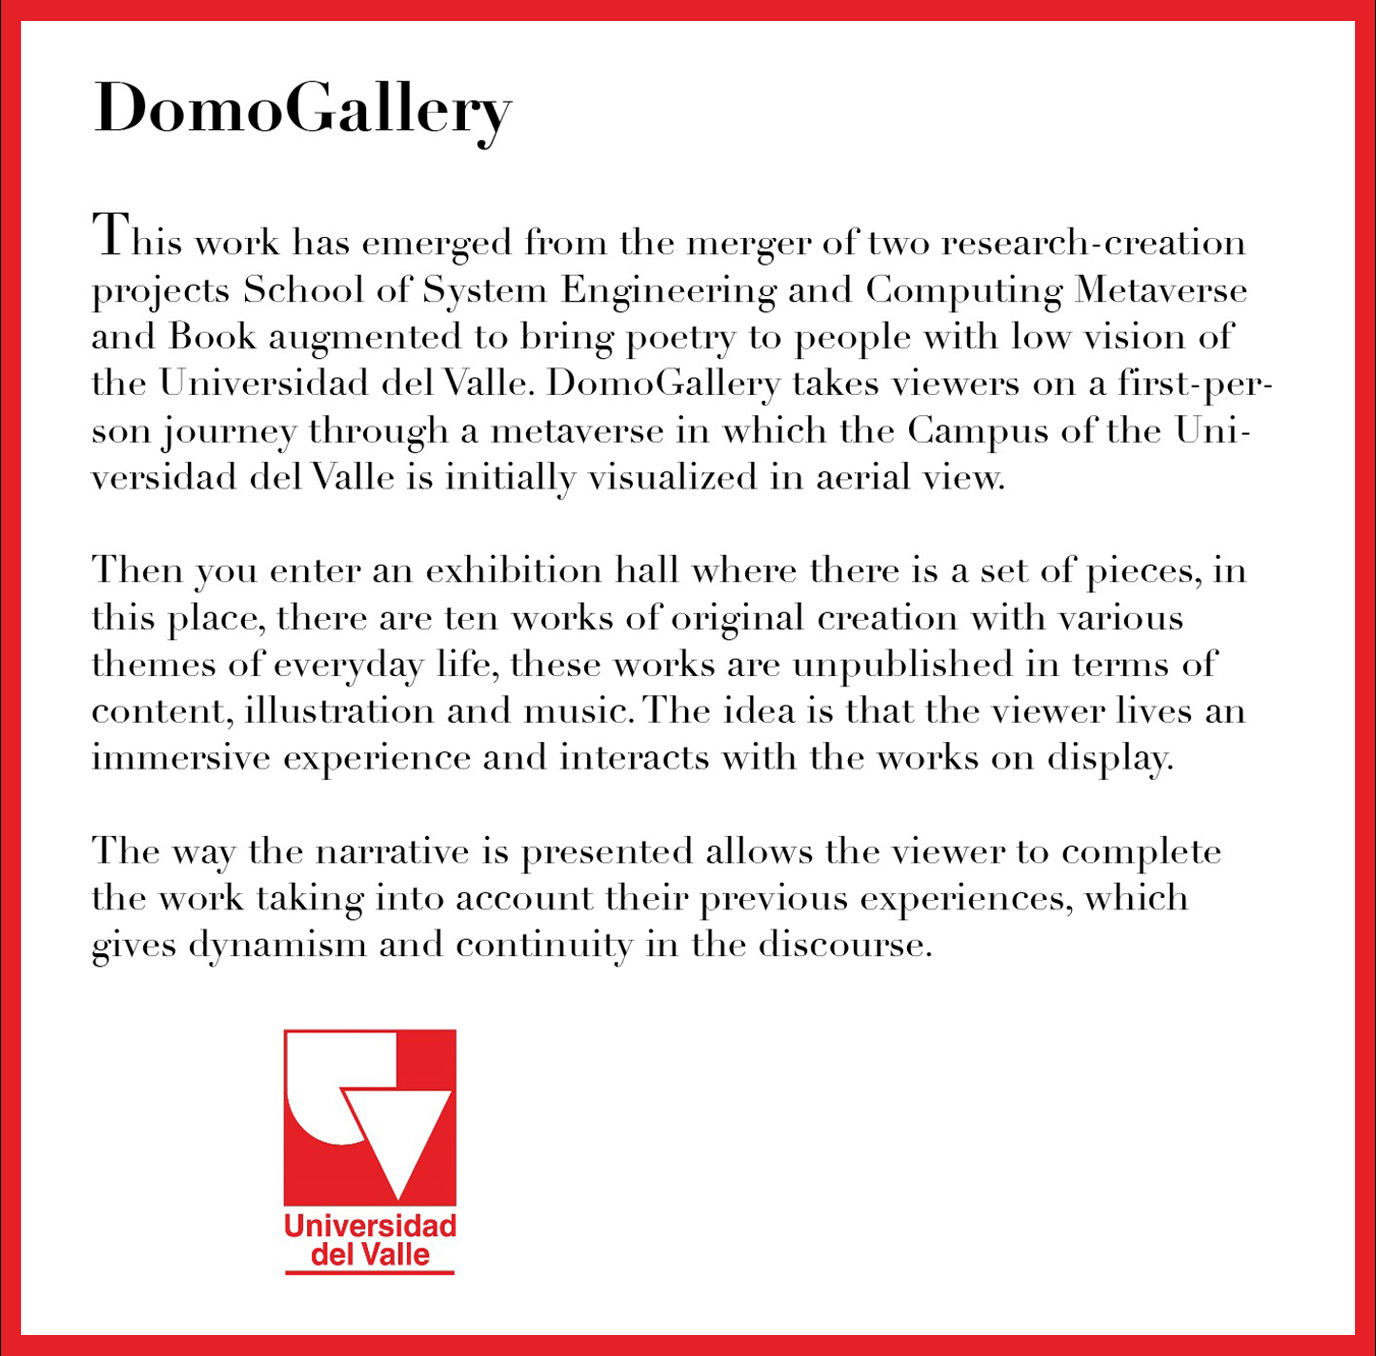 DomoGallery
This work has emerged from the merger of two research-creation
projects School of System Engineering and Computing Metaverse
and Book augmented to bring poetry to people with low vision of
the Universidad del Valle. DomoGallery takes viewers on a first-per-
son journey through a metaverse in which the Campus of the Uni-
versidad del Valle is initially visualized in aerial view.
Then you enter an exhibition hall where there is a set of pieces, in
this place, there are ten works of original creation with various
themes of everyday life, these works are unpublished in terms of
content, illustration and music. The idea is that the viewer lives an
immersive experience and interacts with the works on display.
The way the narrative is presented allows the viewer to complete
the work taking into account their previous experiences, which
gives dynamism and continuity in the discourse.
Universidad
del Valle